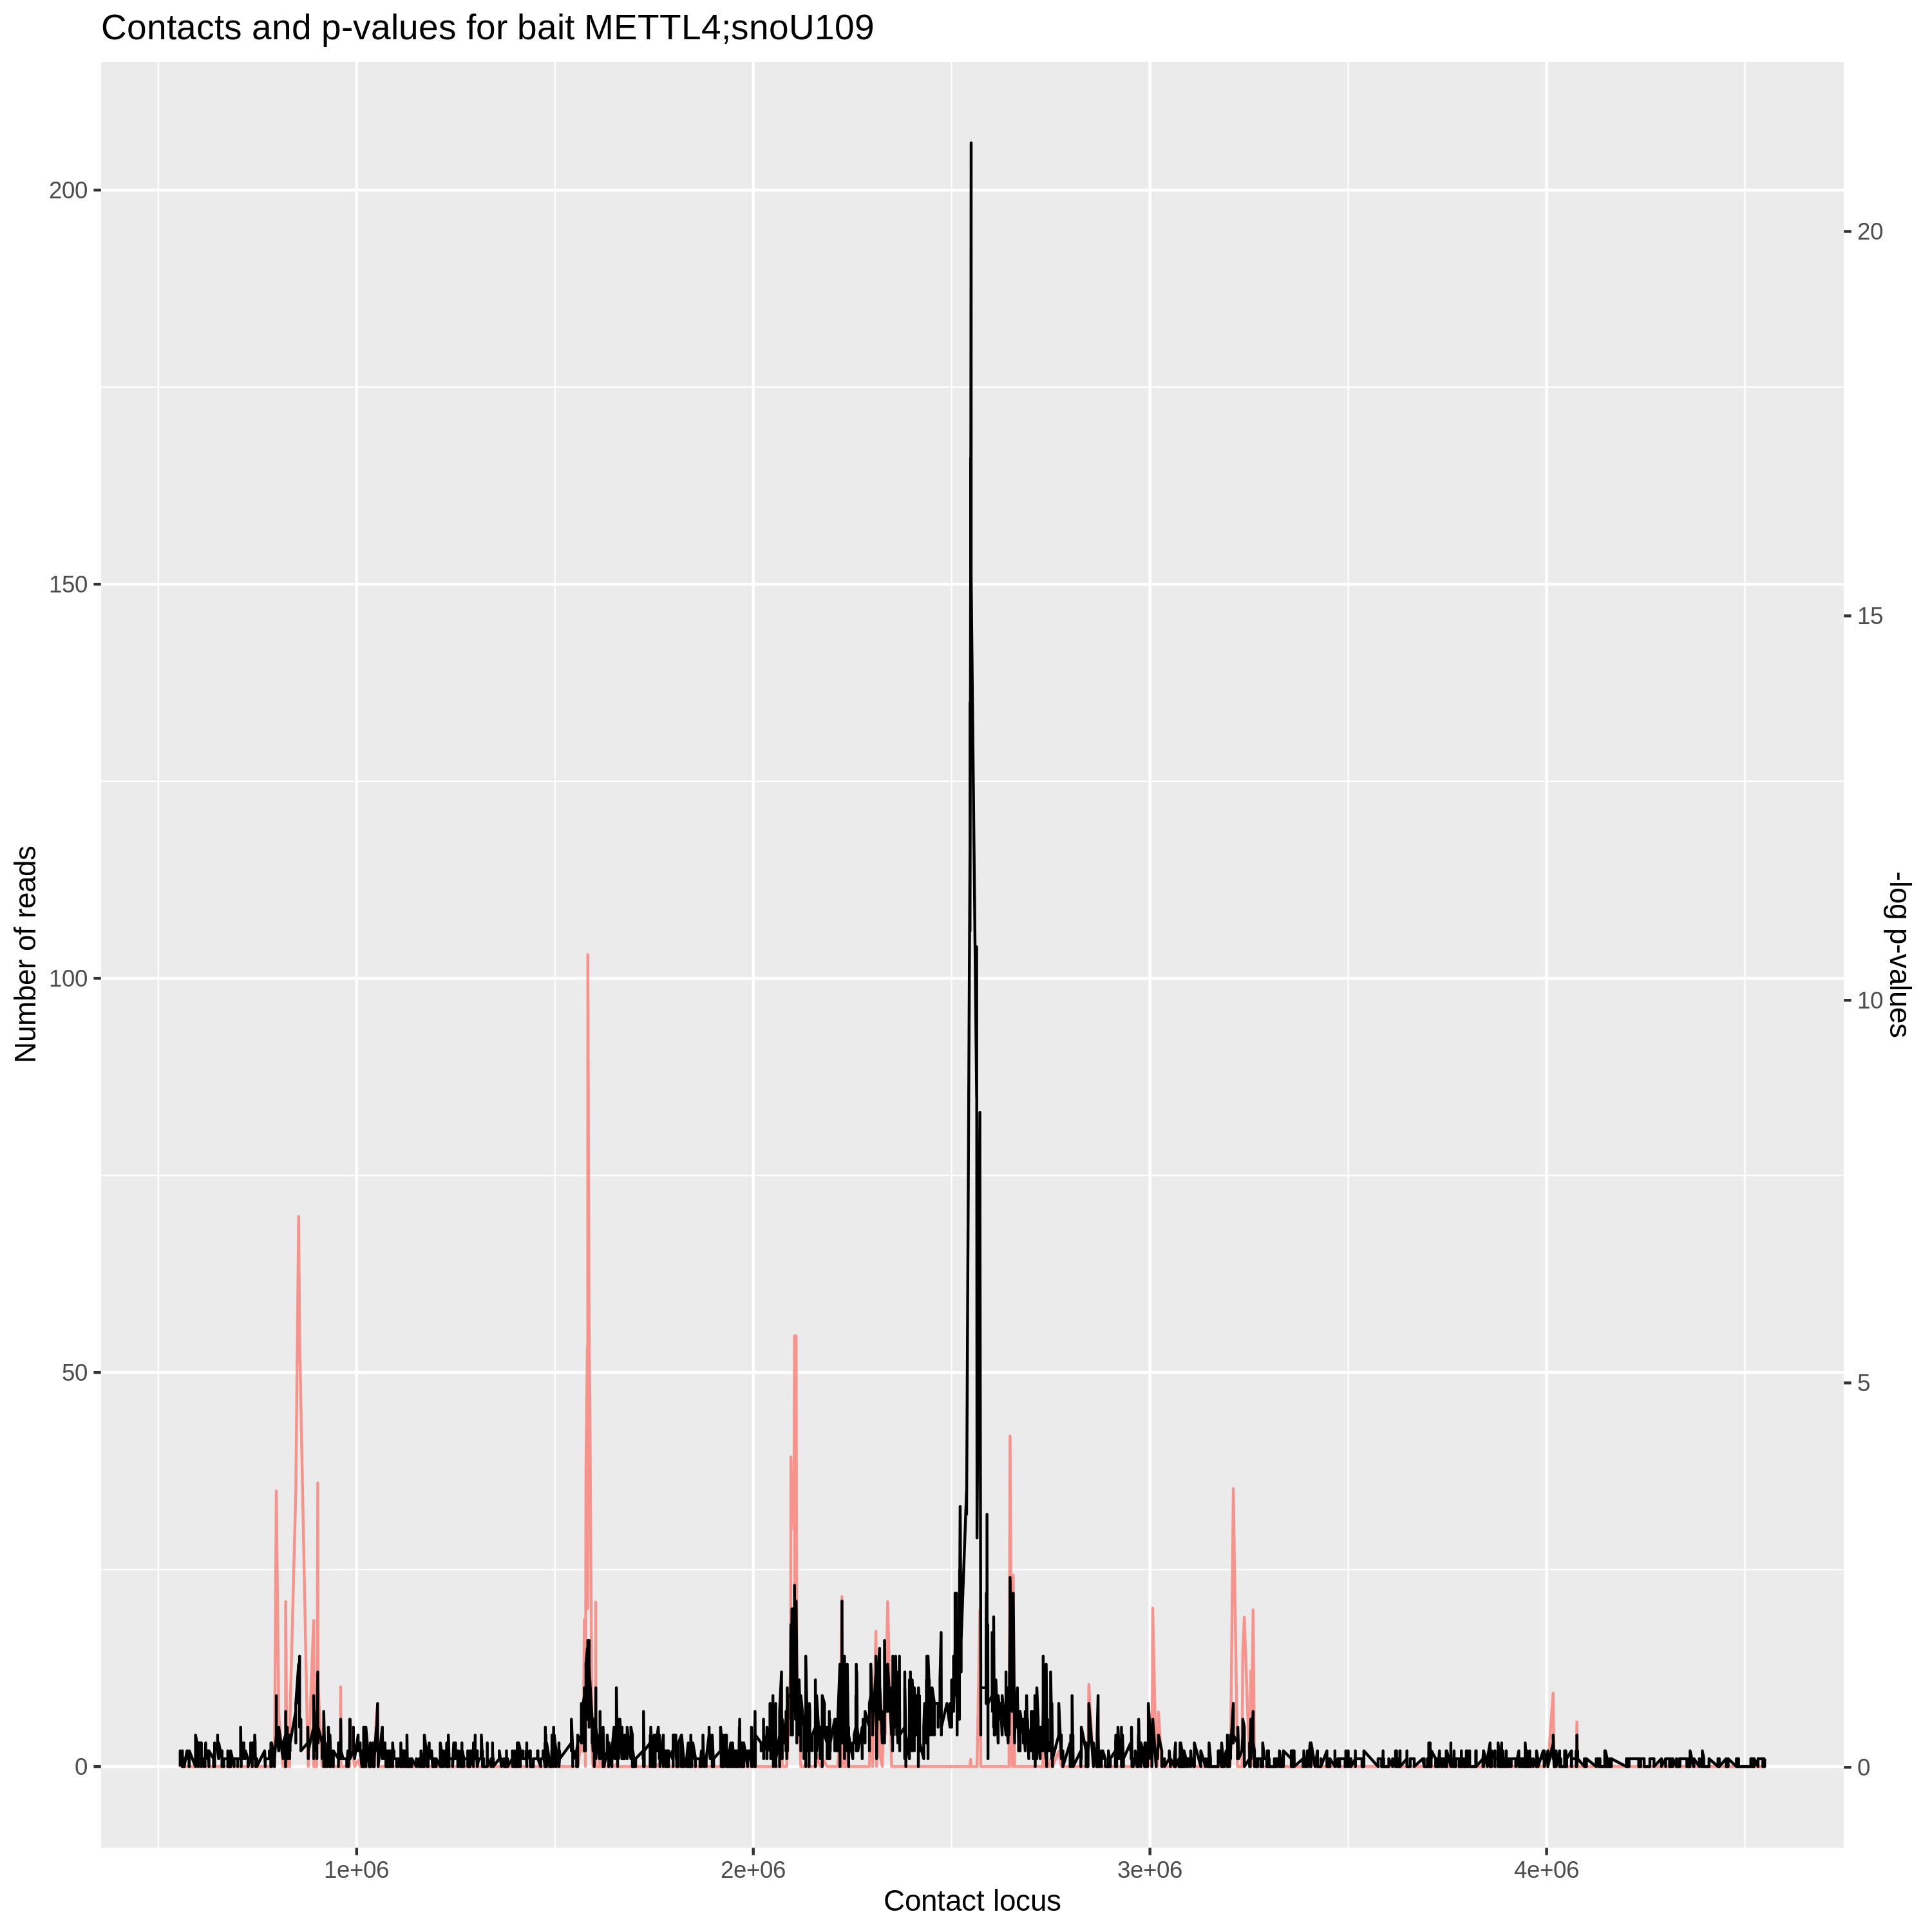 Contacts and p-values for bait METTL4;snoU109
200
150
100
50
0
Number of reads
20
15
10
5
0
-log p-values
1e+06
2e+06
3e+06
4e+06
Contact locus